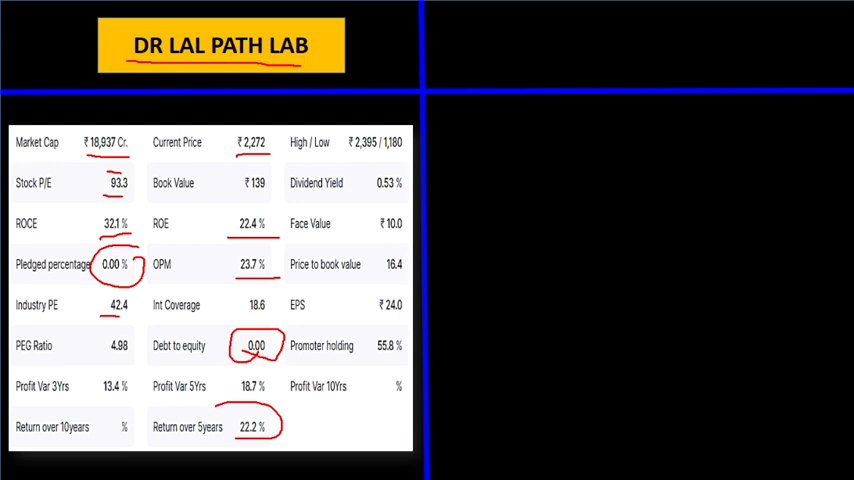 DR LAL PATH LAB
Market Cap ₹ 18,937 Cr. Current Price ₹ 2,272 High / Low ₹ 2,395 / 1,180
Stock P/E 93.3 Book Value ₹ 139 Dividend Yield 0.53 %
ROCE 32.1 % ROE 22.4 % Face Value ₹ 10.0
Pledged percentage 0.00 % OPM 23.7 % Price to book value 16.4
Industry PE 42.4 Int Coverage 18.6 EPS ₹ 24.0
PEG Ratio 4.98 Debt to equity 0.00 Promoter holding 55.8 %
Profit Var 3Yrs 13.4 % Profit Var 5Yrs 18.7 % Profit Var 10Yrs %
Return over 10years % Return over 5years 22.2 %